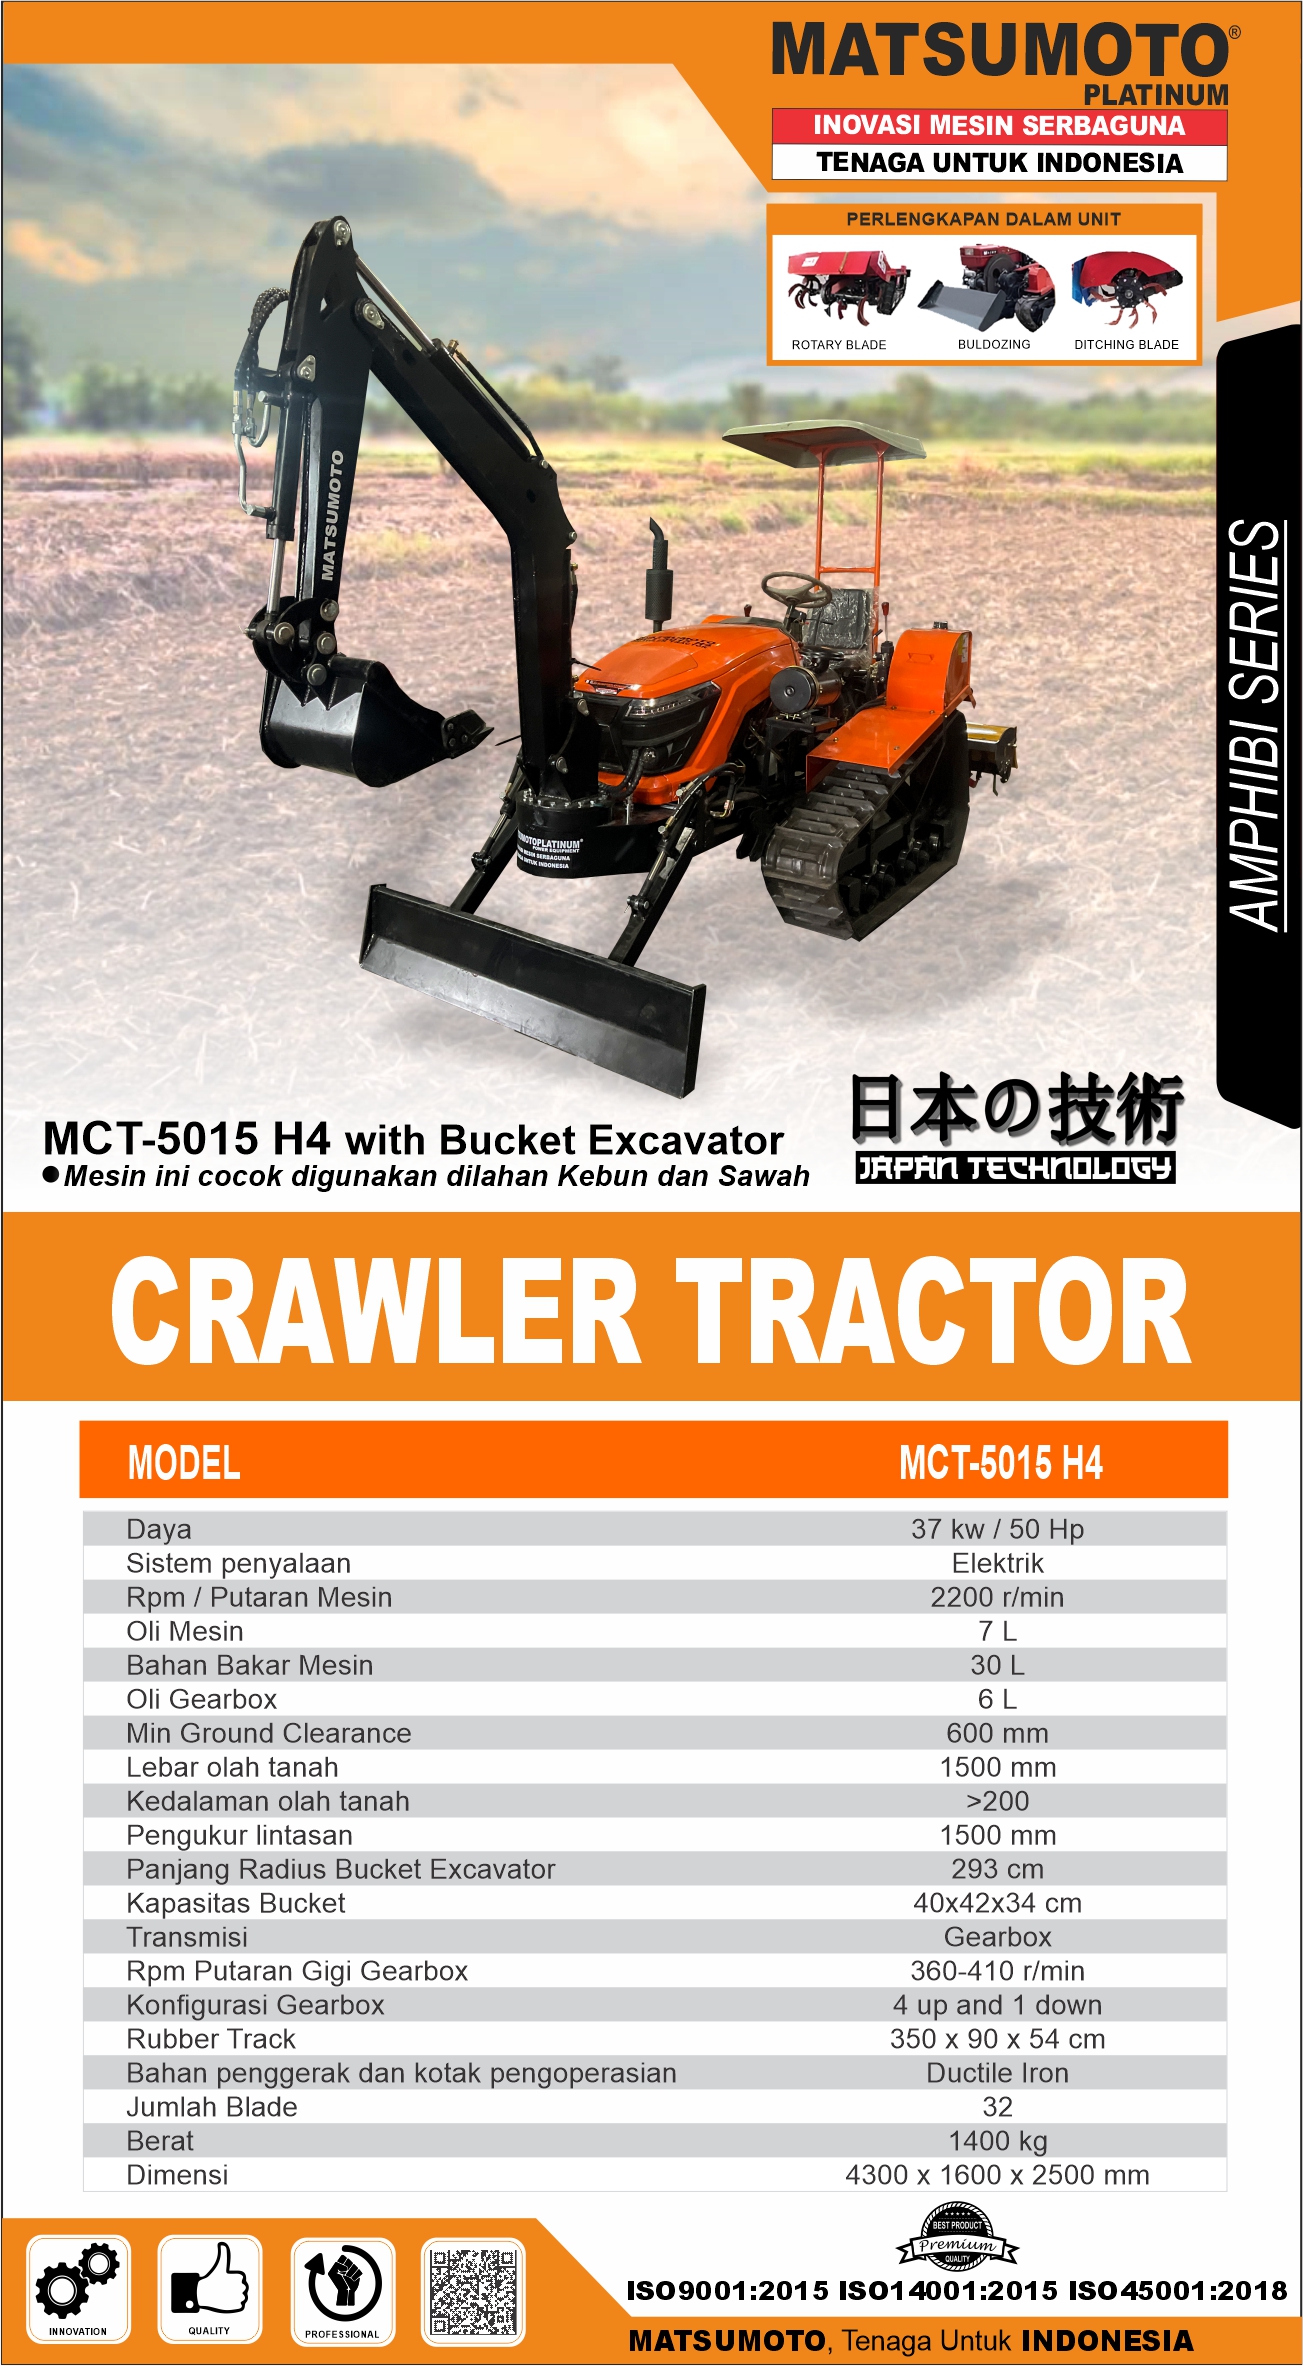 MATSUMOTO®
PLATINUM
INOVASI MESIN SERBAGUNA
TENAGA UNTUK INDONESIA
PERLENGKAPAN DALAM UNIT
ROTARY BLADE BULDOZING DITCHING BLADE
AMPHIBI SERIES
MATSUMOTO
UMOTOPLATINUM®
POWER EQUIPMENT
MESIN SERBAGUNA
UNTUK INDONESIA
MCT-5015 H4 with Bucket Excavator
●Mesin ini cocok digunakan dilahan Kebun dan Sawah
日本の技術
JAPAN TECHNOLOGY
CRAWLER TRACTOR
MODEL MCT-5015 H4
Daya 37 kw / 50 Hp
Sistem penyalaan Elektrik
Rpm / Putaran Mesin 2200 r/min
Oli Mesin 7 L
Bahan Bakar Mesin 30 L
Oli Gearbox 6 L
Min Ground Clearance 600 mm
Lebar olah tanah 1500 mm
Kedalaman olah tanah >200
Pengukur lintasan 1500 mm
Panjang Radius Bucket Excavator 293 cm
Kapasitas Bucket 40x42x34 cm
Transmisi Gearbox
Rpm Putaran Gigi Gearbox 360-410 r/min
Konfigurasi Gearbox 4 up and 1 down
Rubber Track 350 x 90 x 54 cm
Bahan penggerak dan kotak pengoperasian Ductile Iron
Jumlah Blade 32
Berat 1400 kg
Dimensi 4300 x 1600 x 2500 mm
INNOVATION
QUALITY
PROFESSIONAL
BEST PRODUCT
Premium
QUALITY
ISO9001:2015 ISO14001:2015 ISO45001:2018
MATSUMOTO, Tenaga Untuk INDONESIA